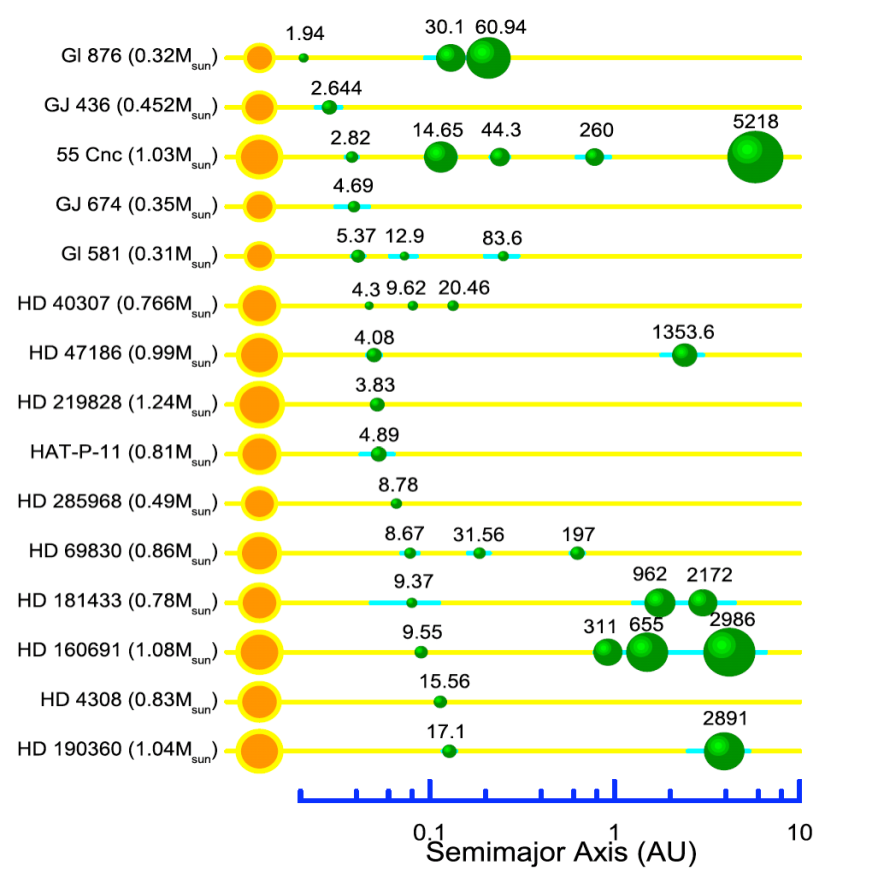 1.94 30.1 60.94
Gl 876 (0.32Msun)
2.644
GJ 436 (0.452Msun)
2.82 14.65 44.3 260 5218
55 Cnc (1.03Msun)
4.69
GJ 674 (0.35Msun)
5.37 12.9 83.6
Gl 581 (0.31Msun)
4.3 9.62 20.46
HD 40307 (0.766Msun)
4.08 1353.6
HD 47186 (0.99Msun)
3.83
HD 219828 (1.24Msun)
4.89
HAT-P-11 (0.81Msun)
8.78
HD 285968 (0.49Msun)
8.67 31.56 197
HD 69830 (0.86Msun)
9.37 962 2172
HD 181433 (0.78Msun)
9.55 311 655 2986
HD 160691 (1.08Msun)
15.56
HD 4308 (0.83Msun)
17.1 2891
HD 190360 (1.04Msun)
0.1 1 10
Semimajor Axis (AU)